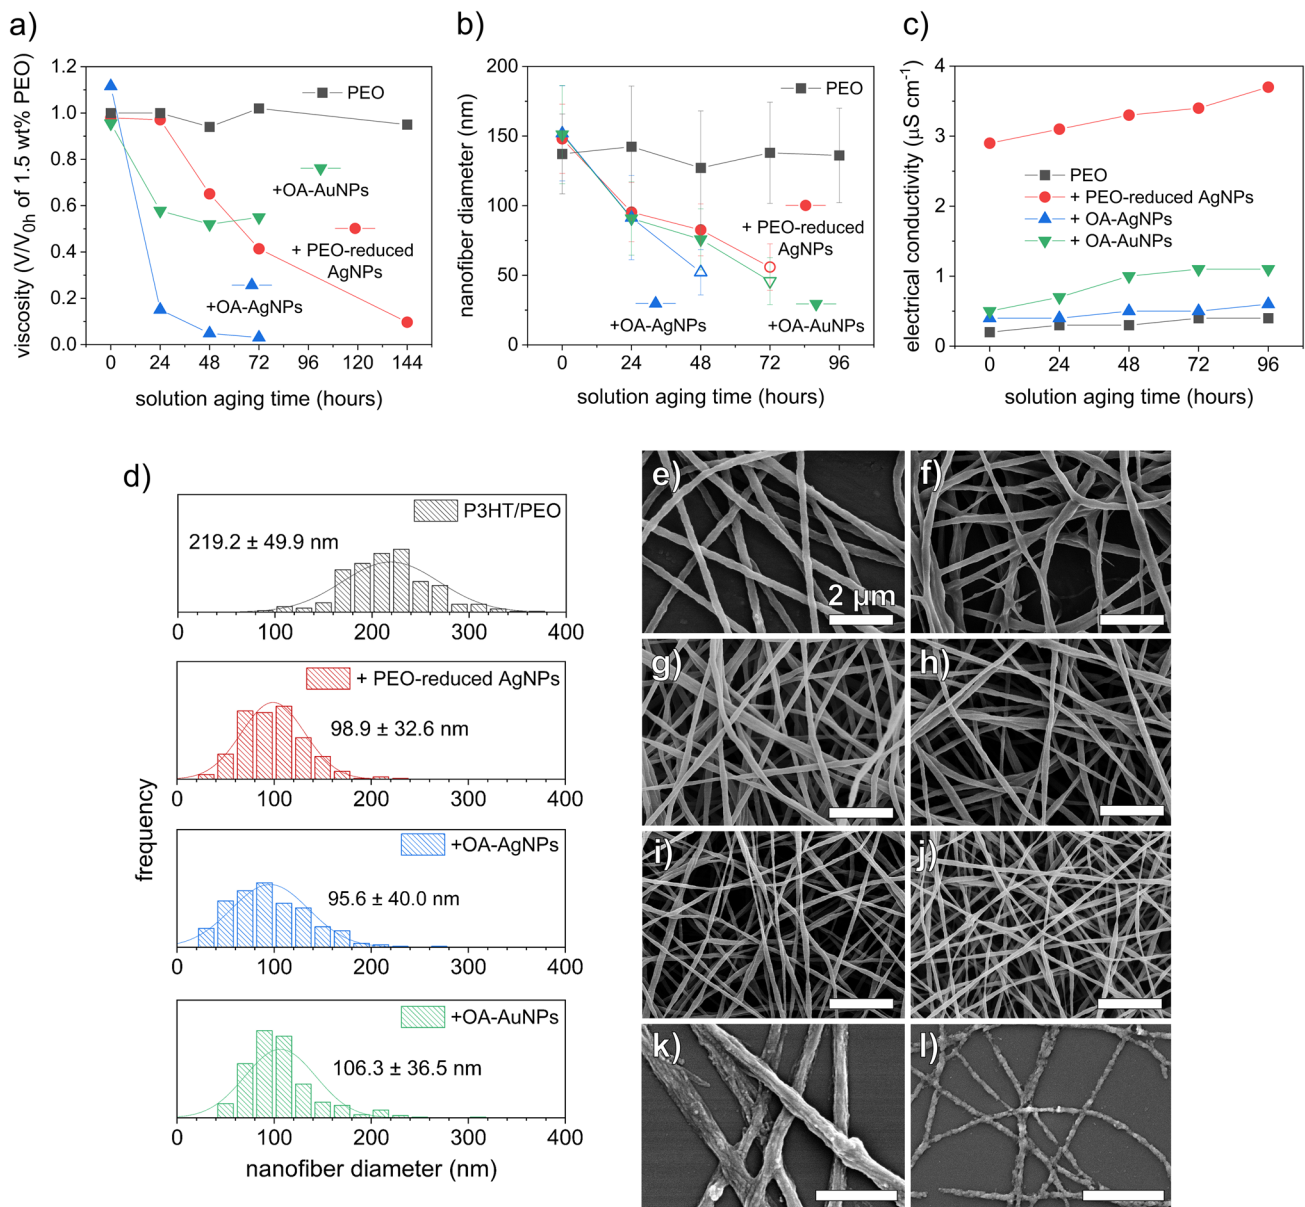 a)
viscosity (V/V0h of 1.5 wt% PEO)
1.2
1.0
0.8
0.6
0.4
0.2
0.0
PEO
+OA-AuNPs
+ PEO-reduced
AgNPs
+OA-AgNPs
0 24 48 72 96 120 144
solution aging time (hours)
b)
nanofiber diameter (nm)
200
150
100
50
0
PEO
+ PEO-reduced
AgNPs
+OA-AgNPs
+OA-AuNPs
0 24 48 72 96
solution aging time (hours)
c)
electrical conductivity (µS cm⁻¹)
4
3
2
1
0
PEO
+ PEO-reduced AgNPs
+ OA-AgNPs
+ OA-AuNPs
0 24 48 72 96
solution aging time (hours)
d)
frequency
P3HT/PEO
219.2 ± 49.9 nm
0 100 200 300 400
+ PEO-reduced AgNPs
98.9 ± 32.6 nm
0 100 200 300 400
+OA-AgNPs
95.6 ± 40.0 nm
0 100 200 300 400
+OA-AuNPs
106.3 ± 36.5 nm
0 100 200 300 400
nanofiber diameter (nm)
e)
2 µm
f)
g)
h)
i)
j)
k)
l)